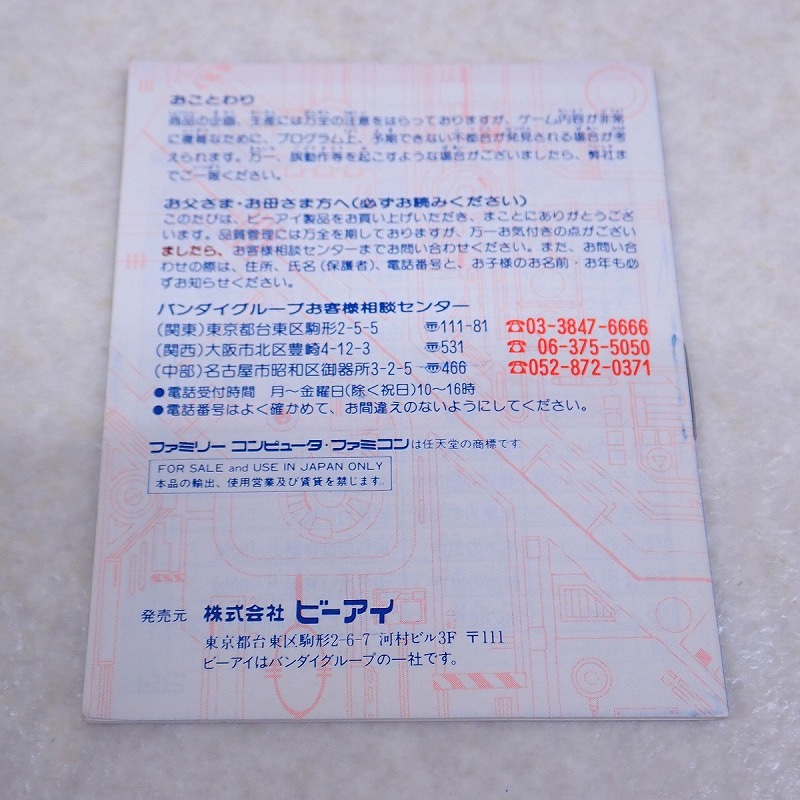 おことわり
商品の企画、生産には万全の注意をはらっておりますが、ゲーム内容が非常
に複雑なために、プログラム上、予期できない不都合が発見される場合が考
えられます。万一、誤動作等を起こすような場合がございましたら、弊社ま
でご一報ください。
お父さま・お母さま方へ(必ずお読みください)
このたびは、ビーアイ製品をお買い上げいただき、まことにありがとうござ
います。品質管理には万全を期しておりますが、万一お気付きの点がござい
ましたら、お客様相談センターまでお問い合わせください。また、お問い合
わせの際は、住所、氏名(保護者)、電話番号と、お子様のお名前・お年も必
ずお知らせください。
バンダイグループお客様相談センター
(関東)東京都台東区駒形2-5-5 〒111-81 ☎03-3847-6666
(関西)大阪市北区豊崎4-12-3 〒531 ☎06-375-5050
(中部)名古屋市昭和区御器所3-2-5 〒466 ☎052-872-0371
●電話受付時間 月〜金曜日(除く祝日)10〜16時
●電話番号はよく確かめて、お間違えのないようにしてください。
ファミリーコンピュータ・ファミコンは任天堂の商標です
FOR SALE and USE IN JAPAN ONLY
本品の輸出、使用営業及び賃貸を禁じます。
発売元 株式会社 ビーアイ
東京都台東区駒形2-6-7 河村ビル3F 〒111
ビーアイはバンダイグループの一社です。